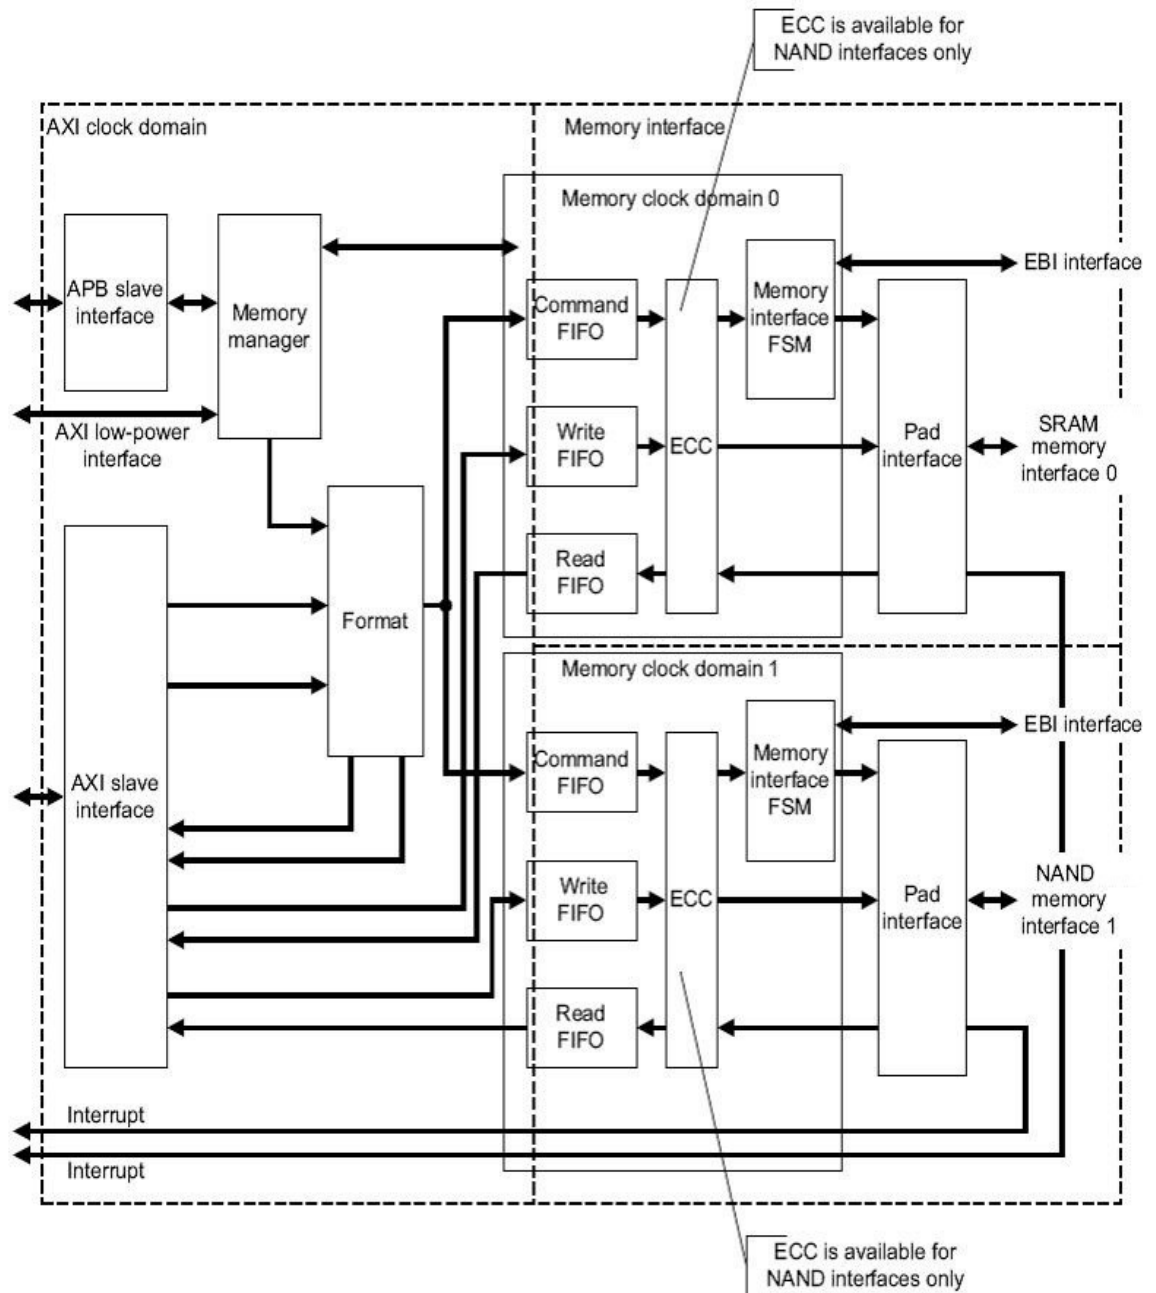 ECC is available for
NAND interfaces only
AXI clock domain
Memory interface
Memory clock domain 0
APB slave
interface
Memory
manager
Command
FIFO
Memory
interface
FSM
EBI interface
AXI low-power
interface
Write
FIFO
ECC
Pad
interface
SRAM
memory
interface 0
Read
FIFO
Format
Memory clock domain 1
AXI slave
interface
Command
FIFO
Memory
interface
FSM
EBI interface
Write
FIFO
ECC
Pad
interface
NAND
memory
interface 1
Read
FIFO
Interrupt
Interrupt
ECC is available for
NAND interfaces only